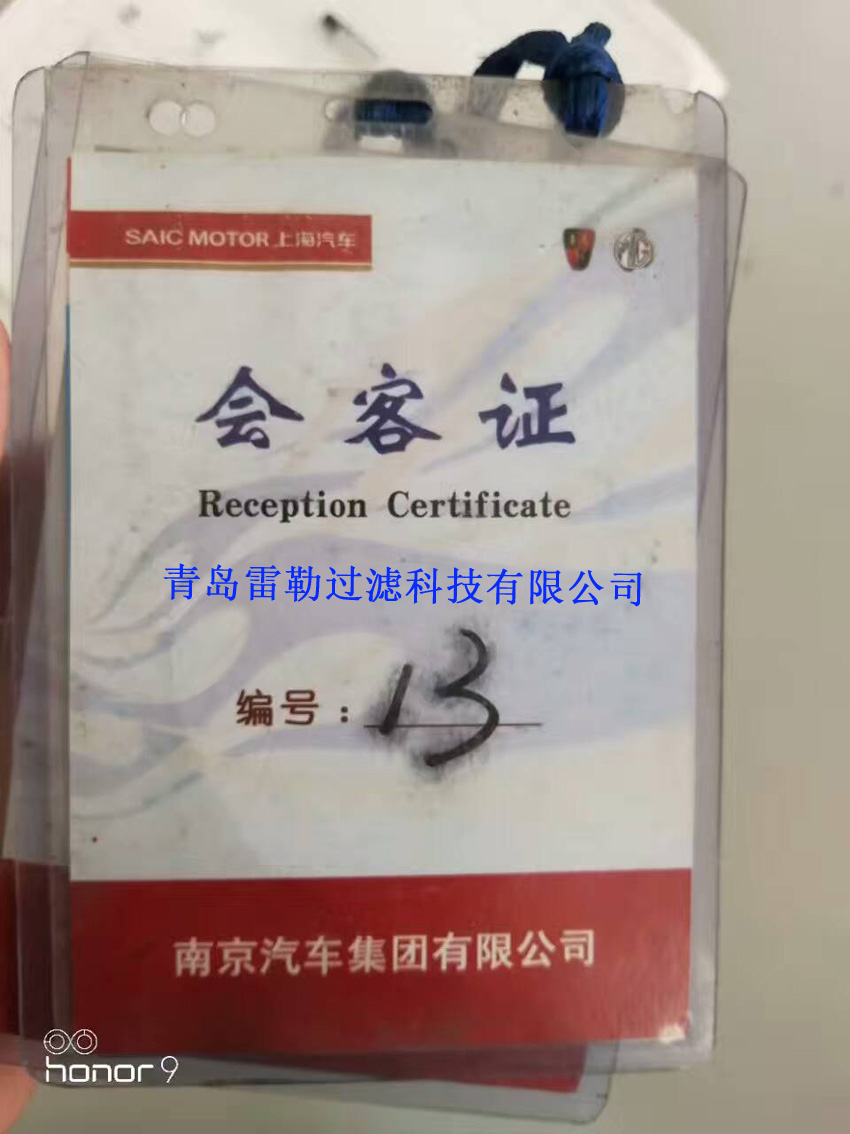 SAIC MOTOR 上海汽车
MG
会客证
Reception Certificate
青岛雷勒过滤科技有限公司
编号：13
南京汽车集团有限公司
honor 9